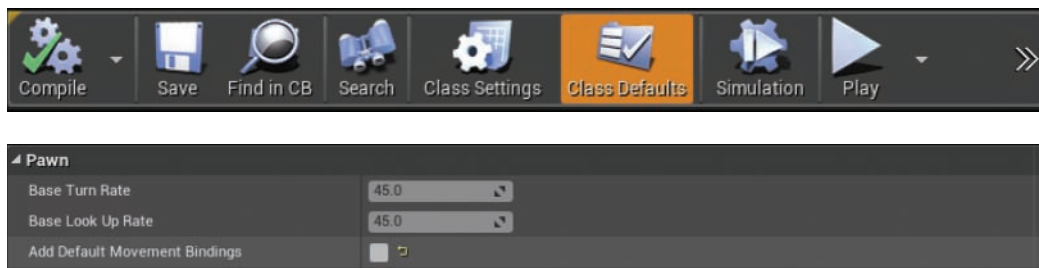 Compile Save Find in CB Search Class Settings Class Defaults Simulation Play
Pawn
Base Turn Rate 45.0
Base Look Up Rate 45.0
Add Default Movement Bindings